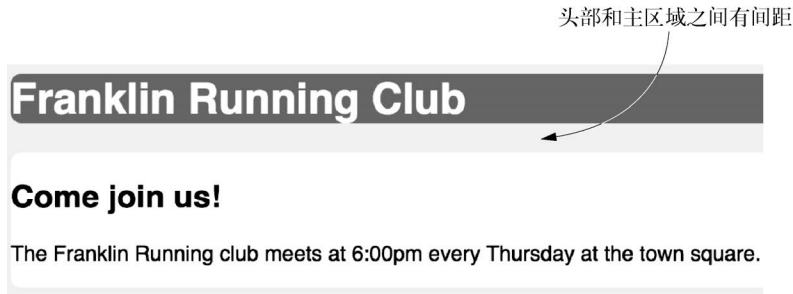 头部和主区域之间有间距
Franklin Running Club
Come join us!
The Franklin Running club meets at 6:00pm every Thursday at the town square.